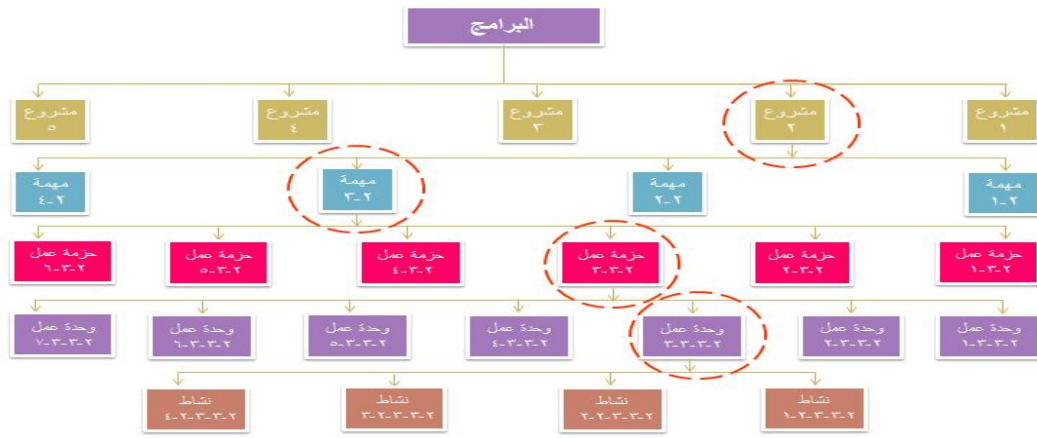 البرامج
مشروع
١
مشروع
٢
مشروع
٣
مشروع
٤
مشروع
٥
مهمة
٢-١
مهمة
٢-٢
مهمة
٢-٣
مهمة
٢-٤
حزمة عمل
٢-٣-١
حزمة عمل
٢-٣-٢
حزمة عمل
٢-٣-٣
حزمة عمل
٢-٣-٤
حزمة عمل
٢-٣-٥
حزمة عمل
٢-٣-٦
وحدة عمل
٢-٣-٣-١
وحدة عمل
٢-٣-٣-٢
وحدة عمل
٢-٣-٣-٣
وحدة عمل
٢-٣-٣-٤
وحدة عمل
٢-٣-٣-٥
وحدة عمل
٢-٣-٣-٦
وحدة عمل
٢-٣-٣-٧
نشاط
٢-٣-٣-٢-١
نشاط
٢-٣-٣-٢-٢
نشاط
٢-٣-٣-٢-٣
نشاط
٢-٣-٣-٢-٤